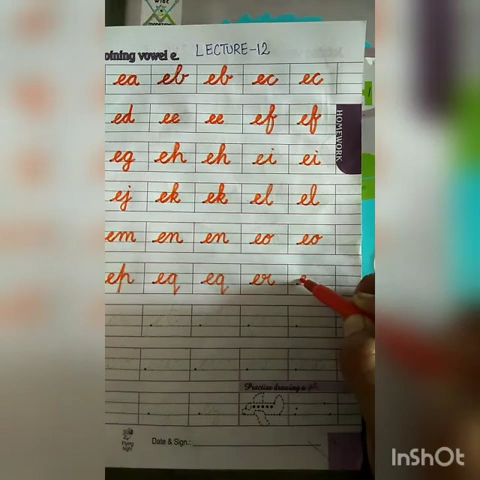 LECTURE-12
oining vowel e.
ea eb eb ec ec
HOMEWORK
ed ee ee ef ef
eg eh eh ei ei
ej ek ek el el
em en en eo eo
ep eq eq er
Practice drawing a
Date & Sign.:
InShOt